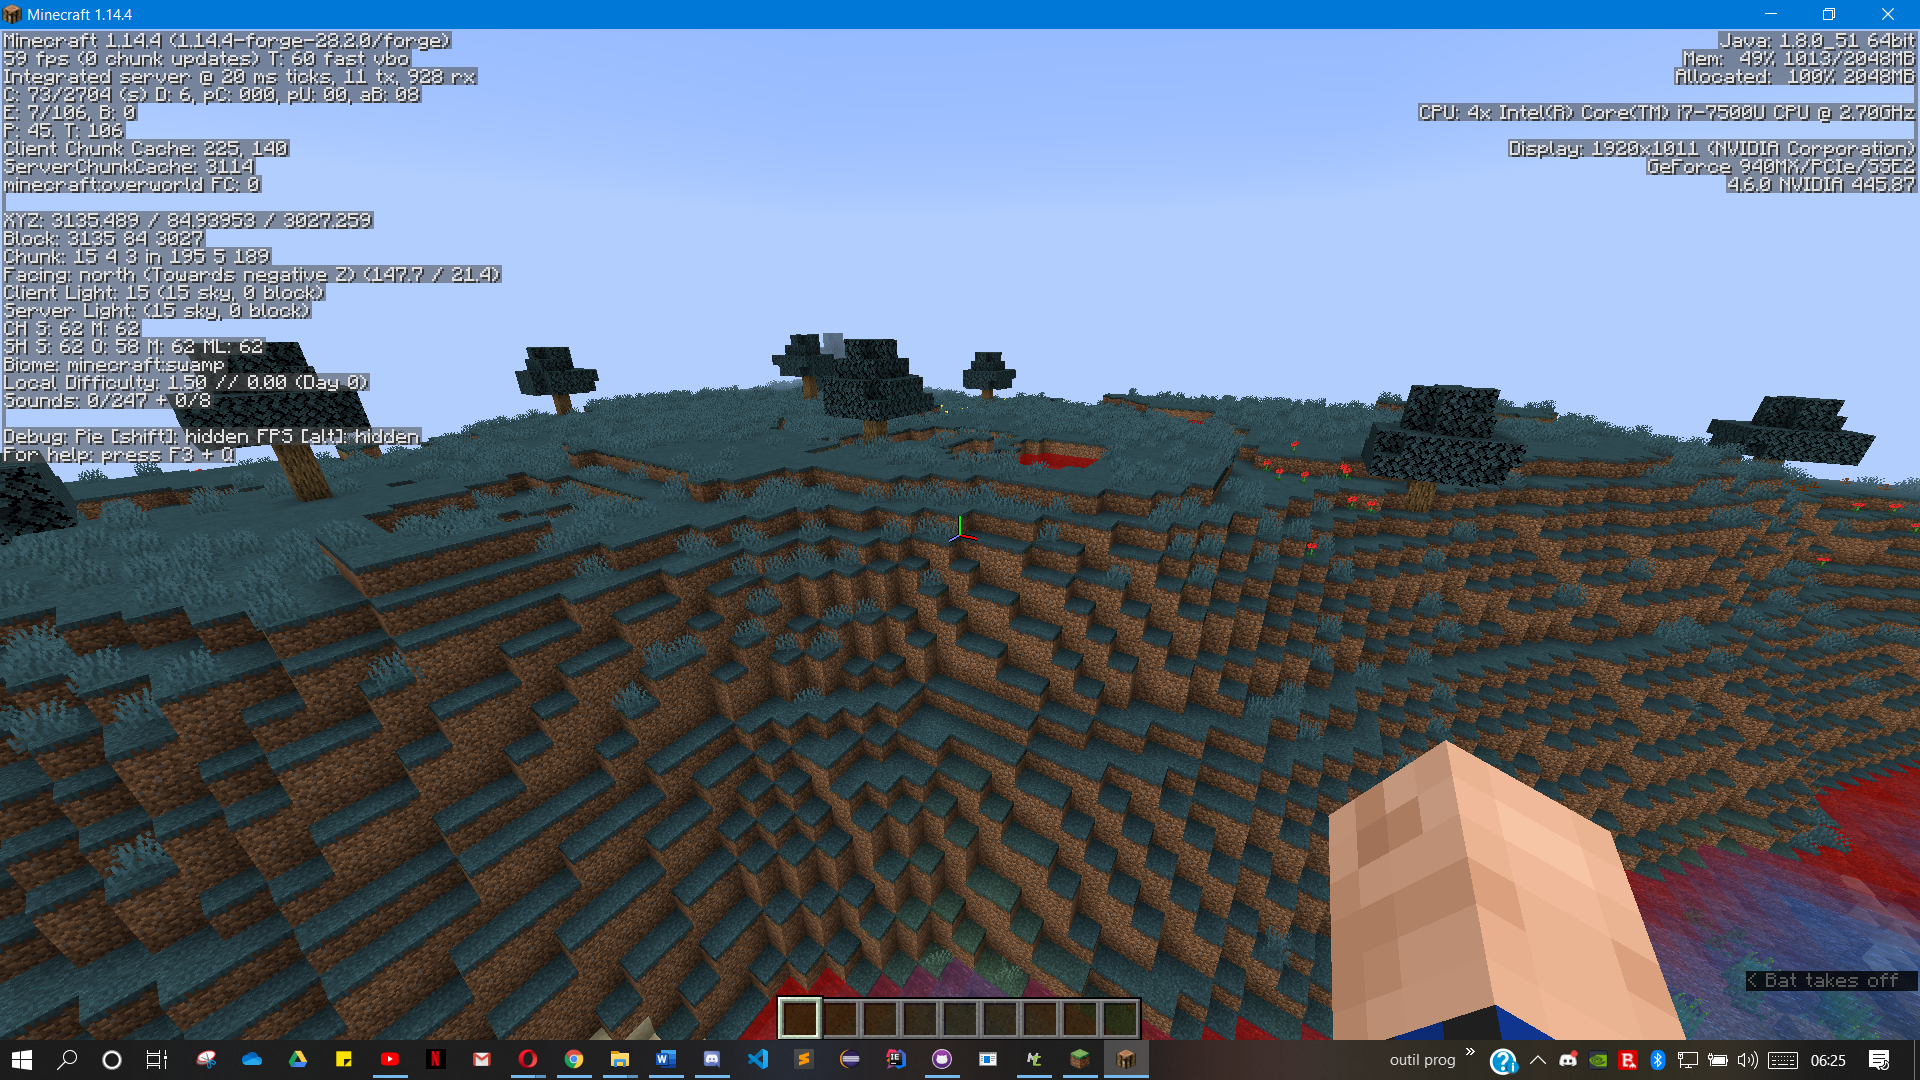 Minecraft 1.14.4
Minecraft 1.14.4 (1.14.4-forge-28.2.0/forge)
59 fps (0 chunk updates) T: 60 fast vbo
Integrated server @ 20 ms ticks, 11 tx, 928 rx
C: 73/2704 (s) D: 6, pC: 000, pU: 00, aB: 08
E: 7/106, B: 0
P: 45. T: 106
Client Chunk Cache: 225, 140
ServerChunkCache: 3114
minecraft:overworld FC: 0
XYZ: 3135.489 / 84.93953 / 3027.259
Block: 3135 84 3027
Chunk: 15 4 3 in 195 5 189
Facing: north (Towards negative Z) (147.7 / 21.4)
Client Light: 15 (15 sky, 0 block)
Server Light: (15 sky, 0 block)
CH S: 62 M: 62
SH S: 62 O: 58 M: 62 ML: 62
Biome: minecraft:swamp
Local Difficulty: 1.50 // 0.00 (Day 0)
Sounds: 0/247 + 0/8
Debug: Pie [shift]: hidden FPS [alt]: hidden
For help: press F3 + Q
Java: 1.8.0_51 64bit
Mem: 49% 1013/2048MB
Allocated: 100% 2048MB
CPU: 4x Intel(R) Core(TM) i7-7500U CPU @ 2.70GHz
Display: 1920x1011 (NVIDIA Corporation)
GeForce 940MX/PCIe/SSE2
4.6.0 NVIDIA 445.87
< Bat takes off
outil prog
06:25